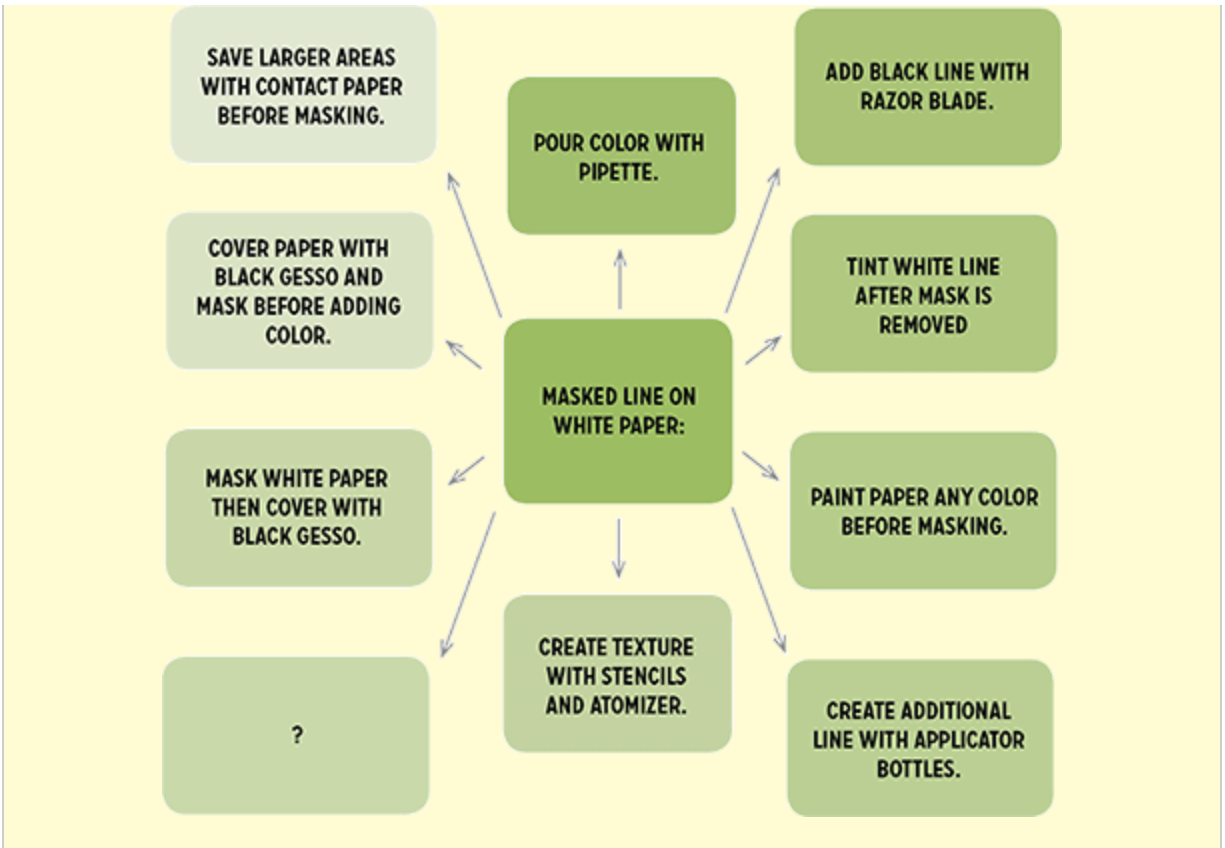 SAVE LARGER AREAS
WITH CONTACT PAPER
BEFORE MASKING.
POUR COLOR WITH
PIPETTE.
ADD BLACK LINE WITH
RAZOR BLADE.
COVER PAPER WITH
BLACK GESSO AND
MASK BEFORE ADDING
COLOR.
TINT WHITE LINE
AFTER MASK IS
REMOVED
MASKED LINE ON
WHITE PAPER:
MASK WHITE PAPER
THEN COVER WITH
BLACK GESSO.
PAINT PAPER ANY COLOR
BEFORE MASKING.
?
CREATE TEXTURE
WITH STENCILS
AND ATOMIZER.
CREATE ADDITIONAL
LINE WITH APPLICATOR
BOTTLES.